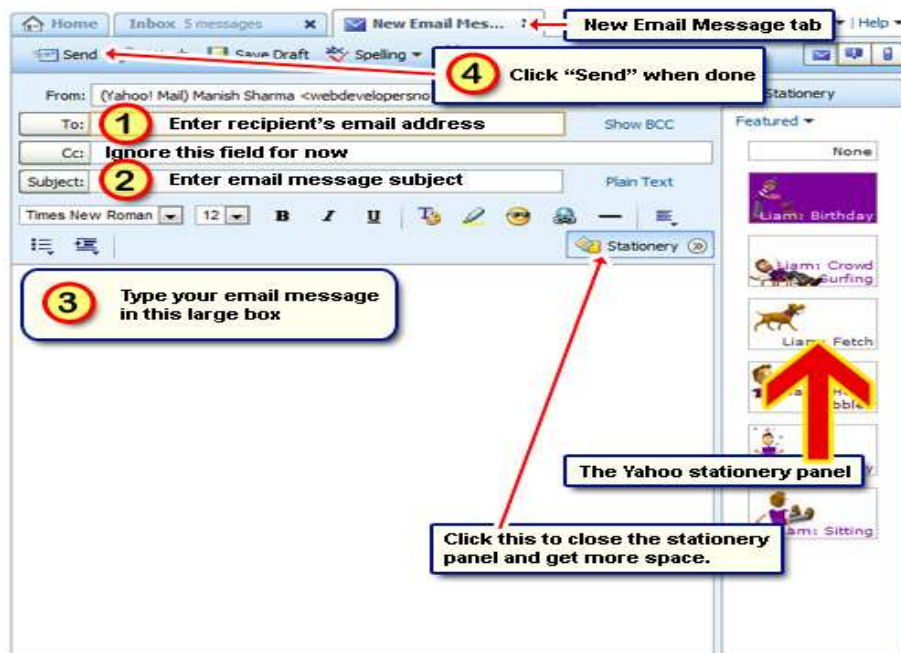 Home
Inbox 5 messages
New Email Mes...
New Email Message tab
Help
Send
Save Draft
Spelling
4 Click “Send” when done
From: (Yahoo! Mail) Manish Sharma <webdevelopersno
Stationery
To: 1 Enter recipient's email address
Show BCC
Featured
Cc: Ignore this field for now
None
Subject: 2 Enter email message subject
Plain Text
Liam: Birthday
Times New Roman 12 B I U
Stationery
Liam: Crowd
Surfing
3 Type your email message
in this large box
Liam: Fetch
The Yahoo stationery panel
Click this to close the stationery
panel and get more space.
Liam: Sitting